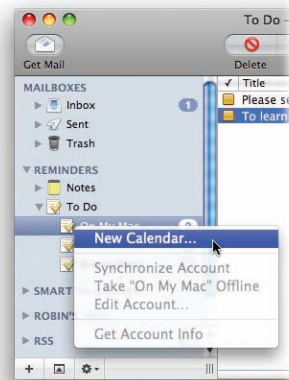 To Do –
Get Mail
Delete
MAILBOXES
Inbox 1
Sent
Trash
REMINDERS
Notes
To Do
On My Mac 2
SMART
ROBIN'S
RSS
✓ Title
Please se
To learn
New Calendar...
Synchronize Account
Take "On My Mac" Offline
Edit Account...
Get Account Info